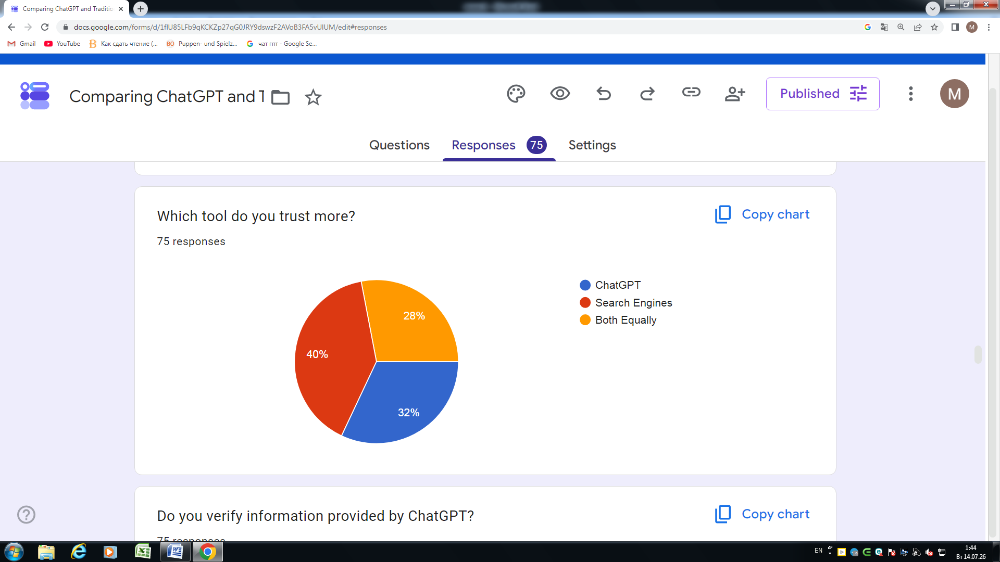 Comparing ChatGPT and Traditio
docs.google.com/forms/d/1flU85LFb9qKCKZp27qG0JRY9dswzF2AVoB3FA5vUIUM/edit#responses
M
Gmail
YouTube
Как сдать чтение (...
BO
Puppen- und Spielz...
чат гпт - Google Se...
Comparing ChatGPT and T
Published
M
Questions
Responses 75
Settings
Which tool do you trust more?
Copy chart
75 responses
ChatGPT
Search Engines
Both Equally
28%
40%
32%
Do you verify information provided by ChatGPT?
Copy chart
75 responses
EN
1:44
Вт 14.07.26